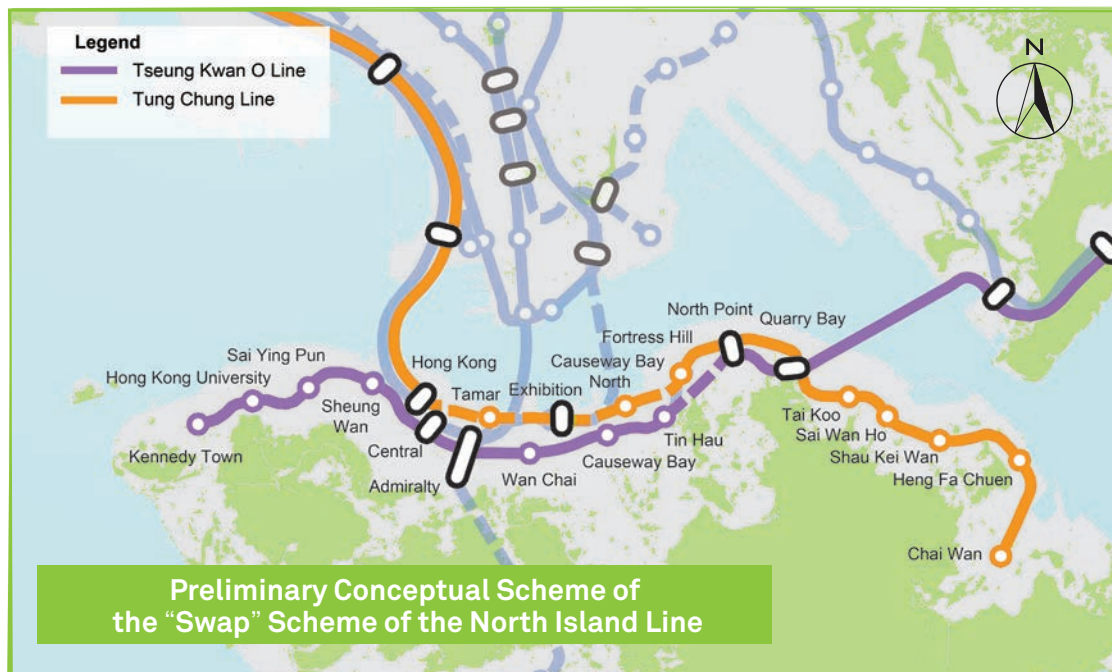 Legend
Tseung Kwan O Line
Tung Chung Line
N
North Point
Quarry Bay
Fortress Hill
Causeway Bay
North
Sai Ying Pun
Hong Kong
Hong Kong University
Tamar
Exhibition
Sheung
Wan
Central
Kennedy Town
Admiralty
Wan Chai
Causeway Bay
Tin Hau
Tai Koo
Sai Wan Ho
Shau Kei Wan
Heng Fa Chuen
Chai Wan
Preliminary Conceptual Scheme of
the “Swap” Scheme of the North Island Line